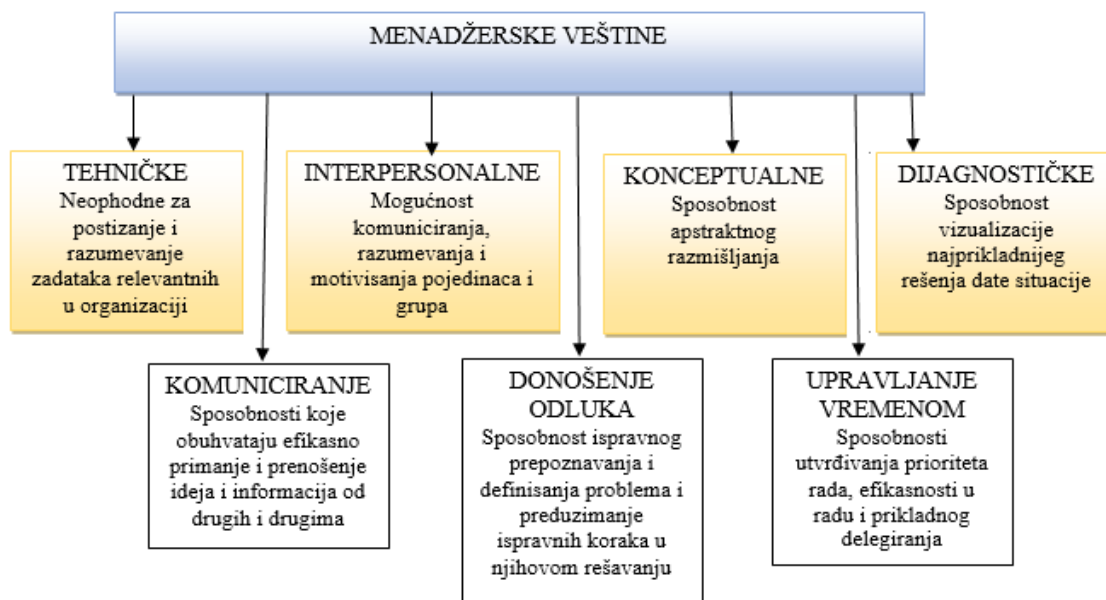 MENADŽERSKE VEŠTINE
TEHNIČKE
Neophodne za
postizanje i
razumevanje
zadataka relevantnih
u organizaciji
INTERPERSONALNE
Mogućnost
komuniciranja,
razumevanja i
motivisanja pojedinaca i
grupa
KONCEPTUALNE
Sposobnost
apstraktnog
razmišljanja
DIJAGNOSTIČKE
Sposobnost
vizualizacije
najprikladnijeg
rešenja date situacije
KOMUNICIRANJE
Sposobnosti koje
obuhvataju efikasno
primanje i prenošenje
ideja i informacija od
drugih i drugima
DONOŠENJE
ODLUKA
Sposobnost ispravnog
prepoznavanja i
definisanja problema i
preduzimanje
ispravnih koraka u
njihovom rešavanju
UPRAVLJANJE
VREMENOM
Sposobnosti
utvrđivanja prioriteta
rada, efikasnosti u
radu i prikladnog
delegiranja